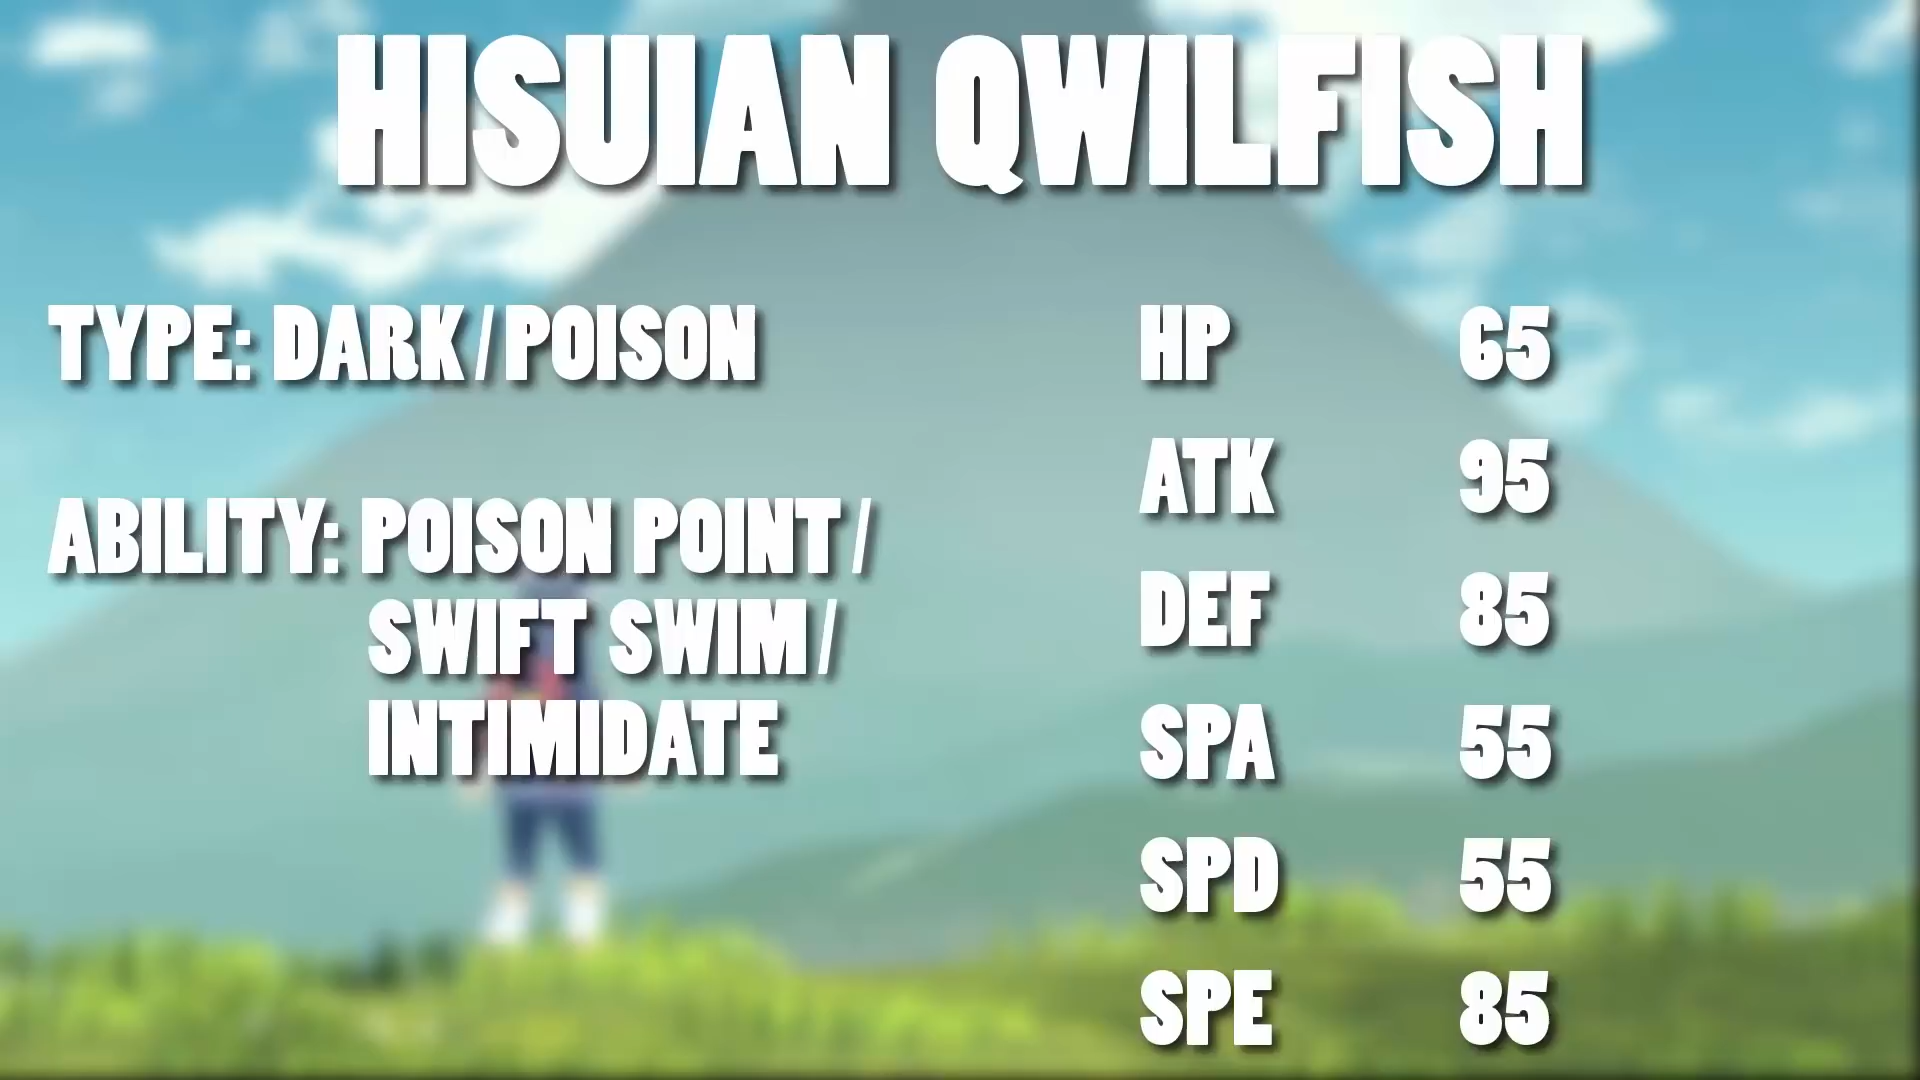 HISUIAN QWILFISH
TYPE: DARK/POISON
ABILITY: POISON POINT/
SWIFT SWIM/
INTIMIDATE
HP 65
ATK 95
DEF 85
SPA 55
SPD 55
SPE 85